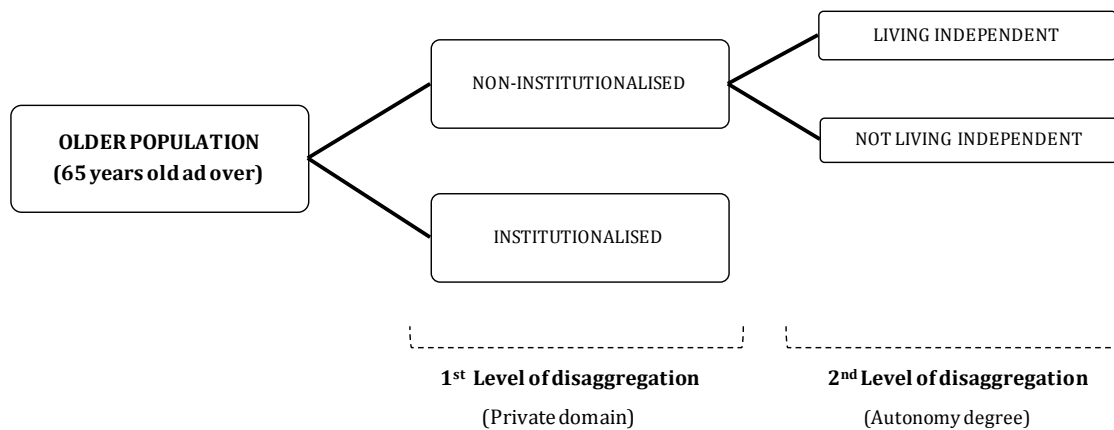 LIVING INDEPENDENT
NON-INSTITUTIONALISED
OLDER POPULATION
(65 years old ad over)
NOT LIVING INDEPENDENT
INSTITUTIONALISED
1st Level of disaggregation
(Private domain)
2nd Level of disaggregation
(Autonomy degree)